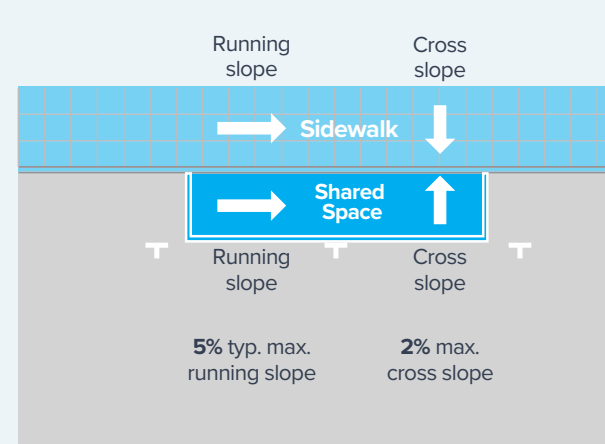 Running
slope
Cross
slope
Sidewalk
Shared
Space
Running
slope
Cross
slope
5% typ. max.
running slope
2% max.
cross slope